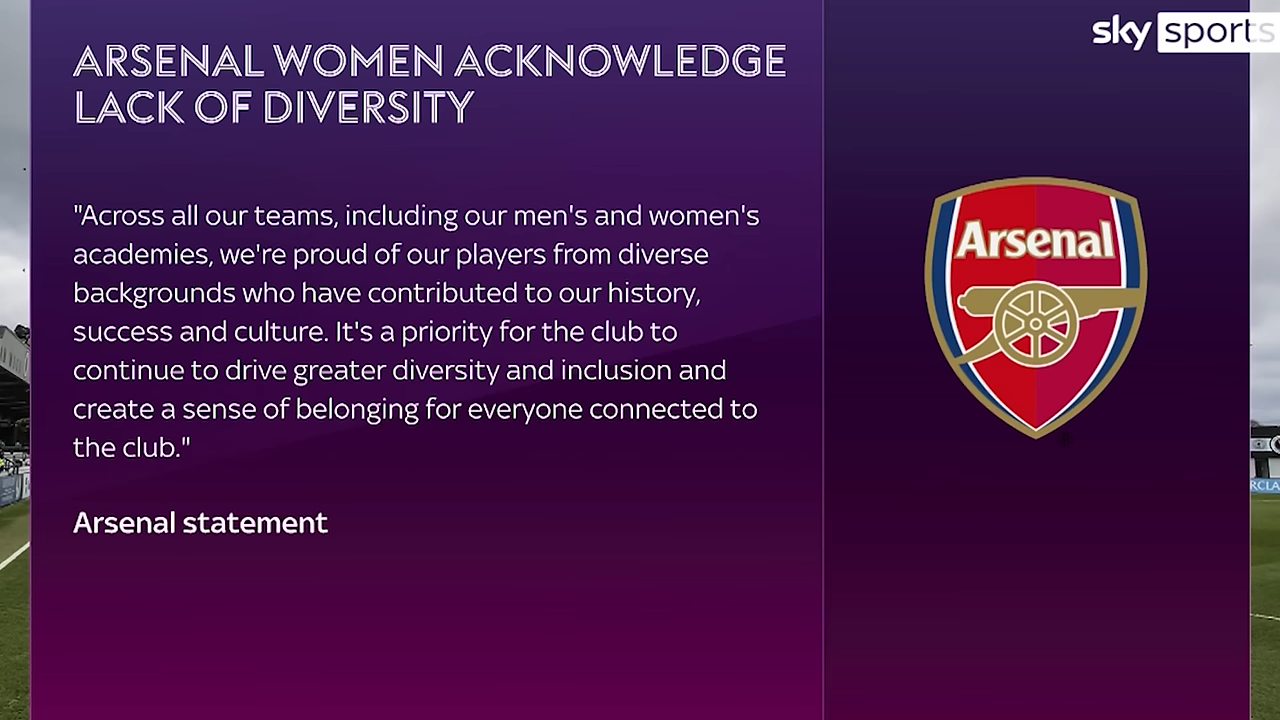 sky sports
ARSENAL WOMEN ACKNOWLEDGE
LACK OF DIVERSITY
"Across all our teams, including our men's and women's
academies, we're proud of our players from diverse
backgrounds who have contributed to our history,
success and culture. It's a priority for the club to
continue to drive greater diversity and inclusion and
create a sense of belonging for everyone connected to
the club."
Arsenal statement
Arsenal